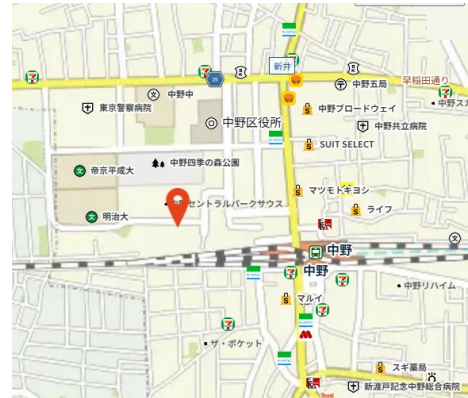 新井
早稲田通り
25
中野五局
中野中
東京警察病院
中野ブロードウェイ
中野区役所
中野共立病院
SUIT SELECT
中野四季の森公園
帝京平成大
マツモトキヨシ
セントラルパークサウス
ライフ
明治大
中野
中野
中野リハイム
マルイ
ザ・ポケット
スギ薬局
新渡戸記念中野総合病院